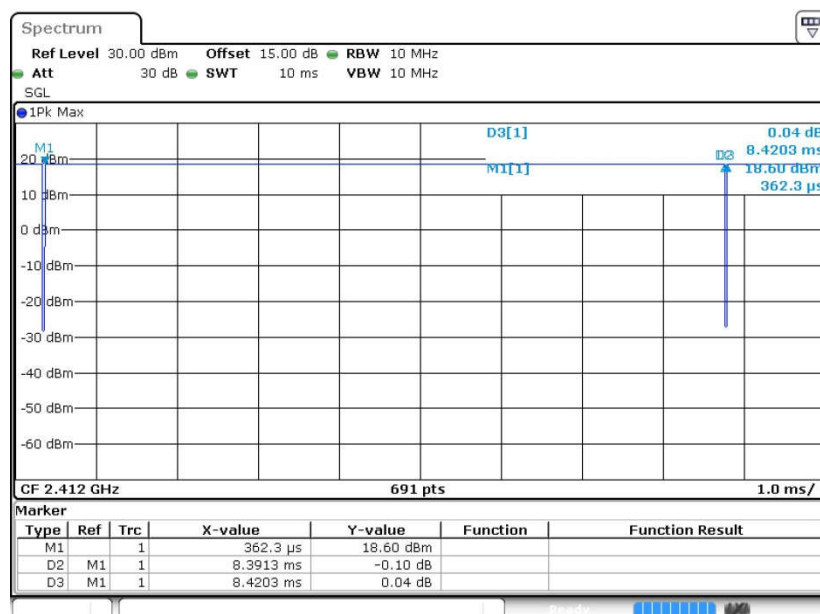 Spectrum
Ref Level 30.00 dBm Offset 15.00 dB RBW 10 MHz
Att 30 dB SWT 10 ms VBW 10 MHz
SGL
1Pk Max
D3[1] 0.04 dB
8.4203 ms
M1[1] 18.60 dBm
362.3 µs
M1
D2
20 dBm
10 dBm
0 dBm
-10 dBm
-20 dBm
-30 dBm
-40 dBm
-50 dBm
-60 dBm
CF 2.412 GHz 691 pts 1.0 ms/
Marker
Type Ref Trc X-value Y-value Function Function Result
M1 1 362.3 µs 18.60 dBm
D2 M1 1 8.3913 ms -0.10 dB
D3 M1 1 8.4203 ms 0.04 dB
Ready